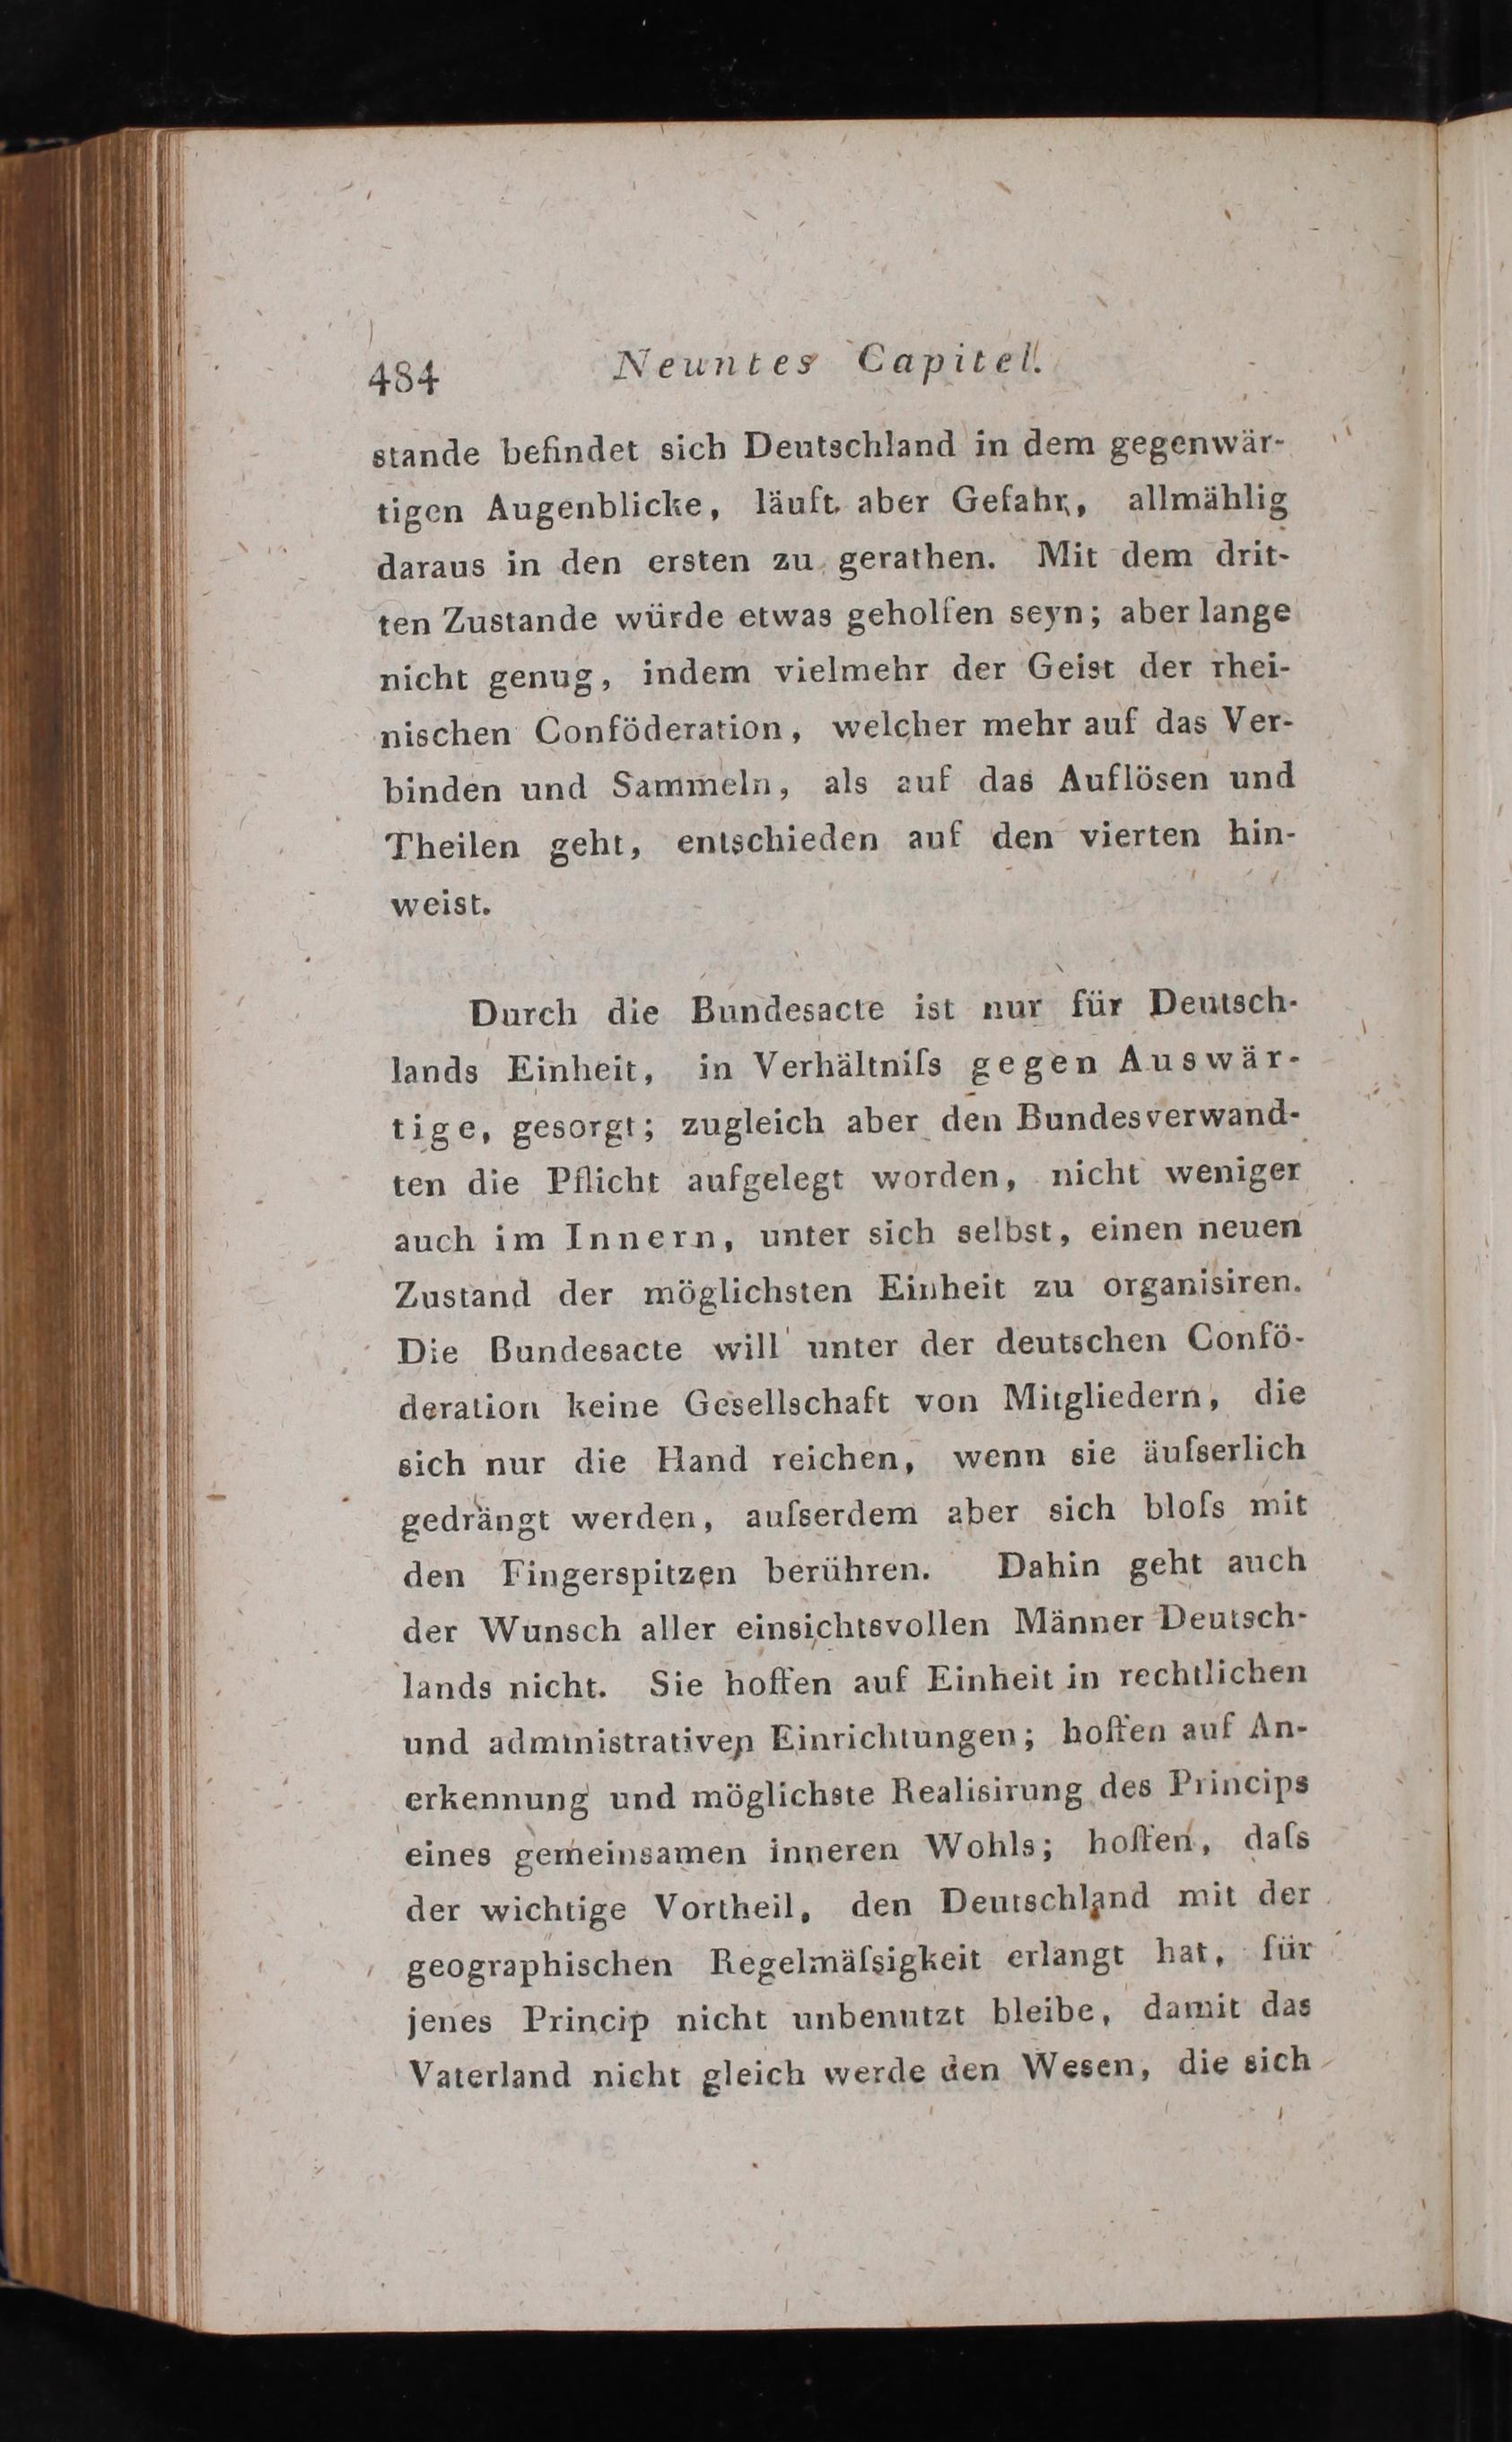 484 Neuntes Capitel.
stande befindet sich Deutschland in dem gegenwär-
tigen Augenblicke, läuft aber Gefahr, allmählig
daraus in den ersten zu gerathen. Mit dem drit-
ten Zustande würde etwas geholfen seyn; aber lange
nicht genug, indem vielmehr der Geist der rhei-
nischen Conföderation, welcher mehr auf das Ver-
binden und Sammeln, als auf das Auflösen und
Theilen geht, entschieden auf den vierten hin-
weist.
Durch die Bundesacte ist nur für Deutsch-
lands Einheit, in Verhältniſs gegen Auswär-
tige, gesorgt; zugleich aber den Bundesverwand-
ten die Pflicht aufgelegt worden, nicht weniger
auch im Innern, unter sich selbst, einen neuen
Zustand der möglichsten Einheit zu organisiren.
Die Bundesacte will unter der deutschen Confö-
deration keine Gesellschaft von Mitgliedern, die
sich nur die Hand reichen, wenn sie äuſserlich
gedrängt werden, auſserdem aber sich bloſs mit
den Fingerspitzen berühren. Dahin geht auch
der Wunsch aller einsichtsvollen Männer Deutsch-
lands nicht. Sie hoffen auf Einheit in rechtlichen
und administrativen Einrichtungen; hoffen auf An-
erkennung und möglichste Realisirung des Princips
eines gemeinsamen inneren Wohls; hoffen, daſs
der wichtige Vortheil, den Deutschland mit der
geographischen Regelmäſsigkeit erlangt hat, für
jenes Princip nicht unbenutzt bleibe, damit das
Vaterland nicht gleich werde den Wesen, die sich